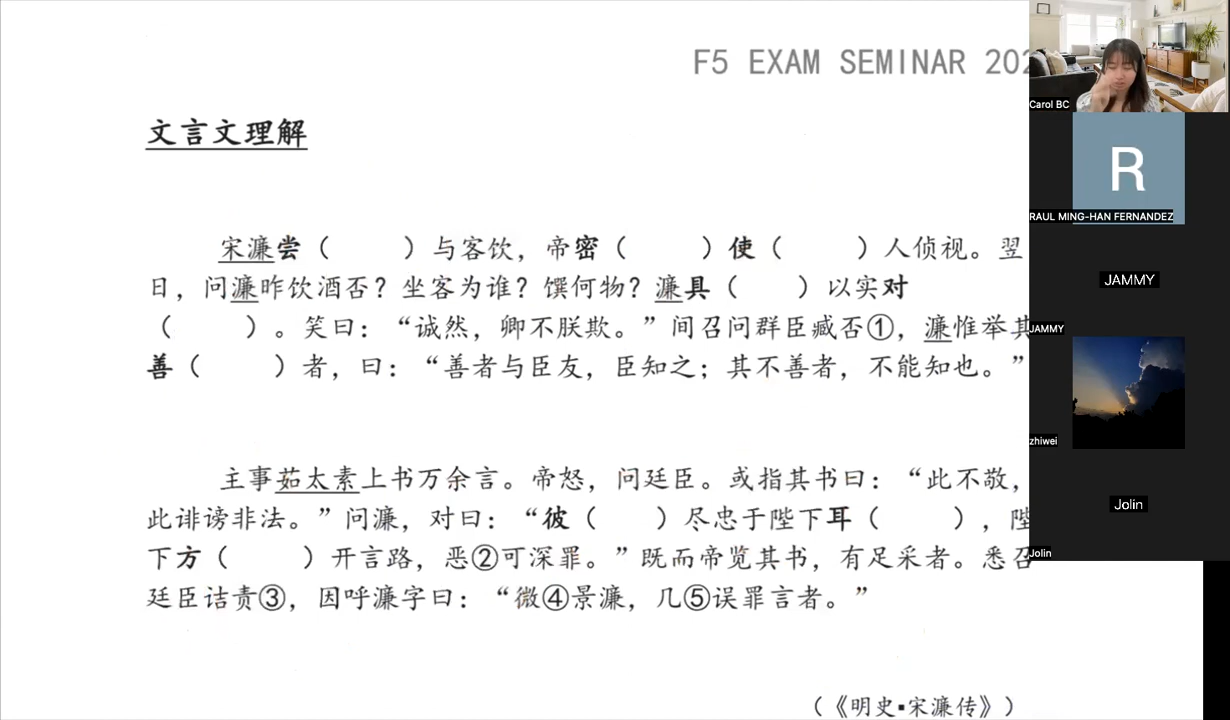 F5 EXAM SEMINAR 202
文言文理解
宋濂尝（ ）与客饮，帝密（ ）使（ ）人侦视。翌
日，问濂昨饮酒否？坐客为谁？馔何物？濂具（ ）以实对
（ ）。笑曰：“诚然，卿不朕欺。”间召问群臣臧否①，濂惟举其
善（ ）者，曰：“善者与臣友，臣知之；其不善者，不能知也。”
主事茹太素上书万余言。帝怒，问廷臣。或指其书曰：“此不敬，
此诽谤非法。”问濂，对曰：“彼（ ）尽忠于陛下耳（ ），陛
下方（ ）开言路，恶②可深罪。”既而帝览其书，有足采者。悉召
廷臣诘责③，因呼濂字曰：“微④景濂，几⑤误罪言者。”
（《明史▪宋濂传》）
Carol BC
R
RAUL MING-HAN FERNANDEZ
JAMMY
JAMMY
zhiwei
Jolin
Jolin